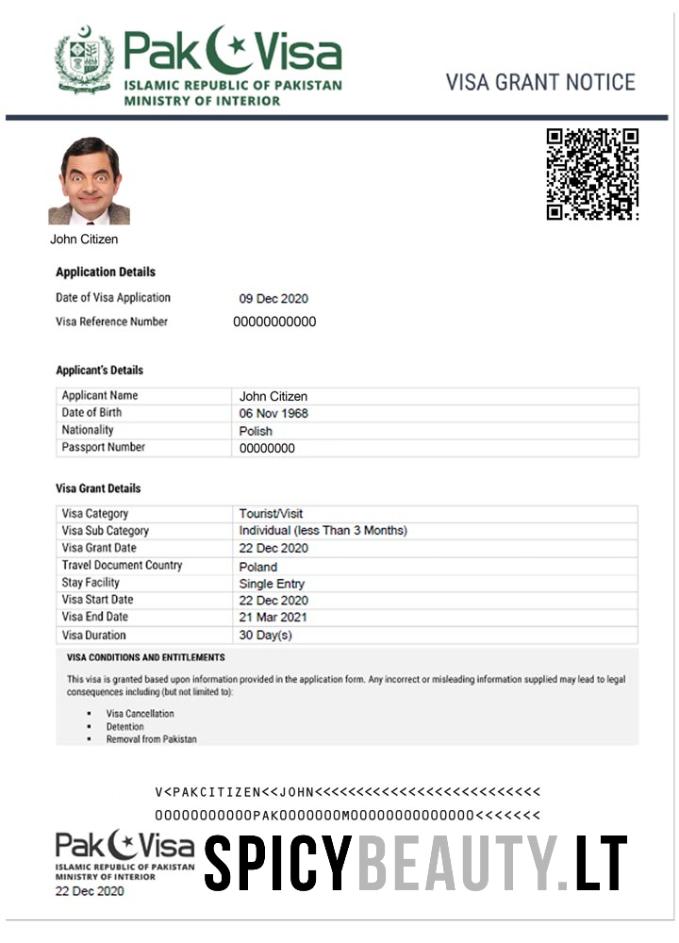 Pak Visa
ISLAMIC REPUBLIC OF PAKISTAN
MINISTRY OF INTERIOR
VISA GRANT NOTICE
John Citizen
Application Details
Date of Visa Application 09 Dec 2020
Visa Reference Number 00000000000
Applicant's Details
Applicant Name John Citizen
Date of Birth 06 Nov 1968
Nationality Polish
Passport Number 00000000
Visa Grant Details
Visa Category Tourist/Visit
Visa Sub Category Individual (less Than 3 Months)
Visa Grant Date 22 Dec 2020
Travel Document Country Poland
Stay Facility Single Entry
Visa Start Date 22 Dec 2020
Visa End Date 21 Mar 2021
Visa Duration 30 Day(s)
VISA CONDITIONS AND ENTITLEMENTS
This visa is granted based upon information provided in the application form. Any incorrect or misleading information supplied may lead to legal
consequences including (but not limited to):
▪ Visa Cancellation
▪ Detention
▪ Removal from Pakistan
V<PAKCITIZEN<<JOHN<<<<<<<<<<<<<<<<<<<<<<<<<<
00000000000PAK0000000M00000000000000<<<<<<<
Pak Visa
ISLAMIC REPUBLIC OF PAKISTAN
MINISTRY OF INTERIOR
22 Dec 2020
SPICYBEAUTY.LT